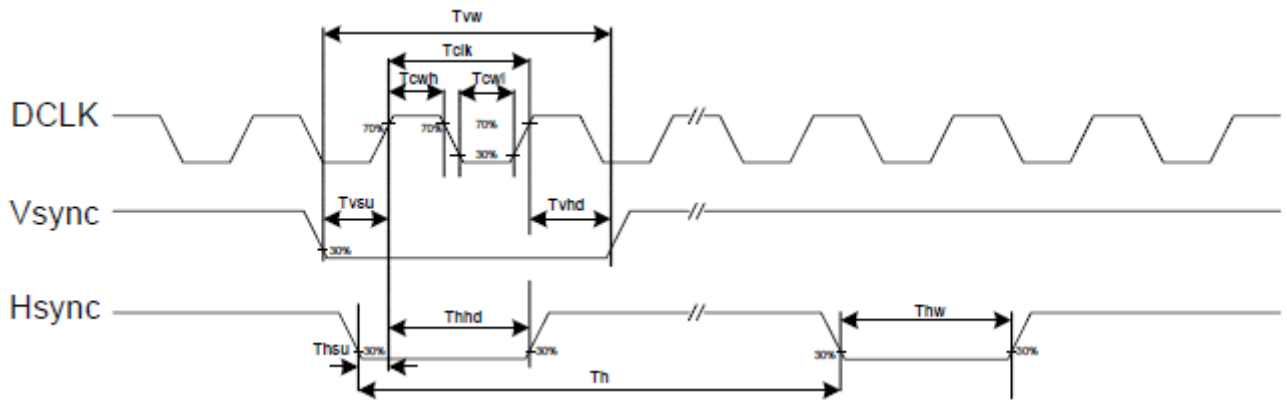 Tvw
Tclk
Tcwh Tcwl
DCLK 70% 70% 70% //
30%
Tvsu Tvhd
Vsync //
30%
Hsync // Thhd Thw
Thsu 30% 30% 30% 30%
Th